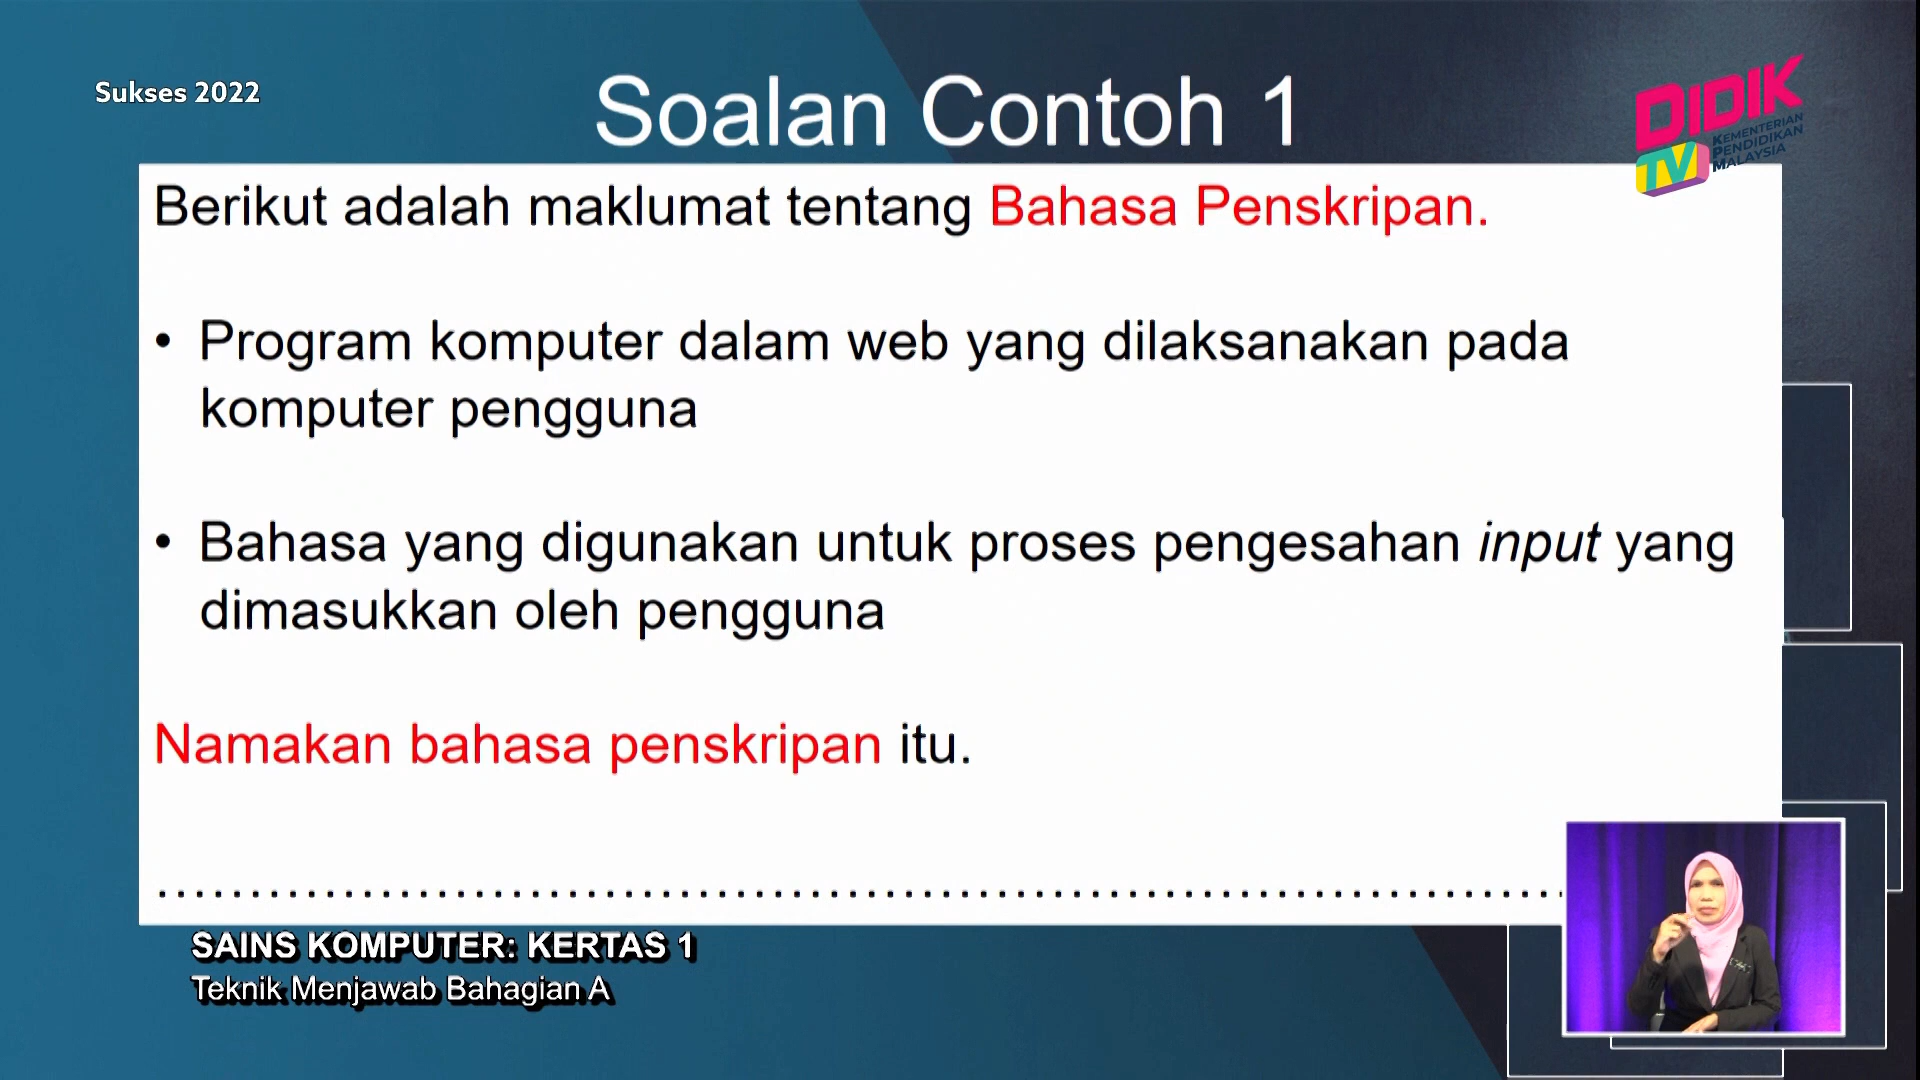 Sukses 2022
Soalan Contoh 1
DIDIK
TV
KEMENTERIAN
PENDIDIKAN
MALAYSIA
Berikut adalah maklumat tentang Bahasa Penskripan.
• Program komputer dalam web yang dilaksanakan pada
komputer pengguna
• Bahasa yang digunakan untuk proses pengesahan input yang
dimasukkan oleh pengguna
Namakan bahasa penskripan itu.
SAINS KOMPUTER: KERTAS 1
Teknik Menjawab Bahagian A